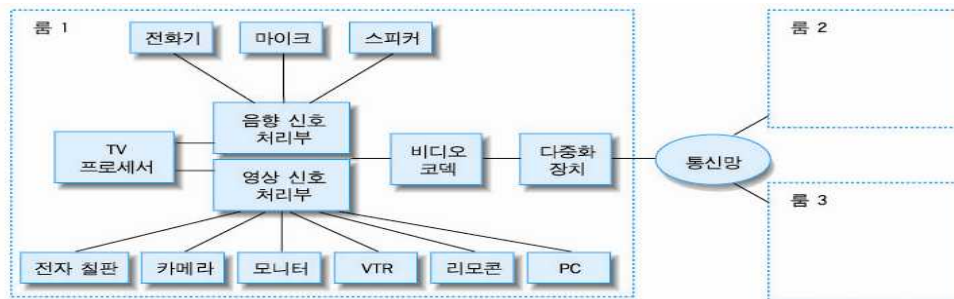 룸 1
전화기
마이크
스피커
룸 2
음향 신호
처리부
TV
프로세서
비디오
코덱
다중화
장치
통신망
영상 신호
처리부
룸 3
전자 칠판
카메라
모니터
VTR
리모콘
PC